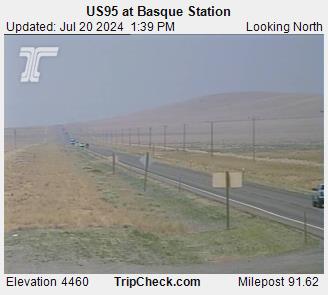 US95 at Basque Station
Updated: Jul 20 2024 1:39 PM Looking North
Elevation 4460 TripCheck.com Milepost 91.62